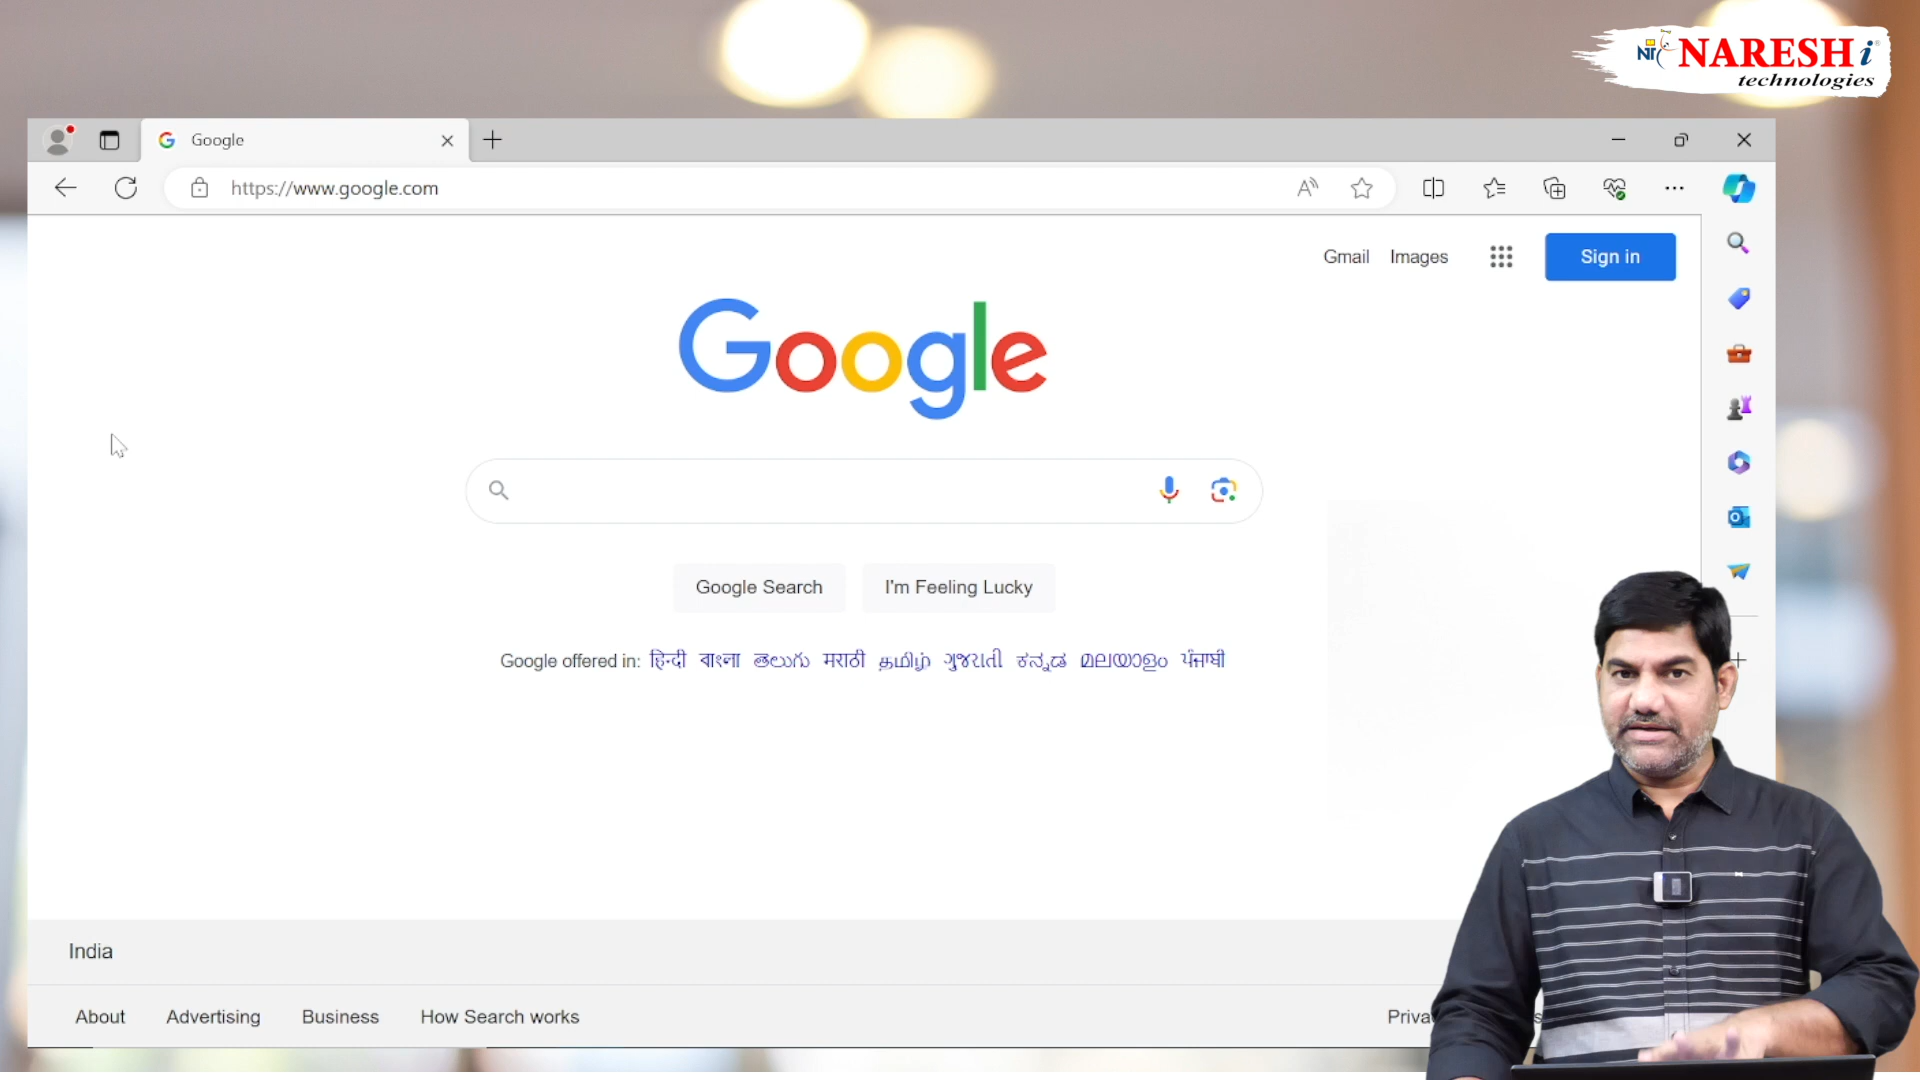 NARESH i
technologies
Google
https://www.google.com
Gmail Images Sign in
Google
Google Search I'm Feeling Lucky
Google offered in: हिन्दी বাংলা తెలుగు मराठी தமிழ் ગુજરાતી ಕನ್ನಡ മലയാളം ਪੰਜਾਬੀ
India
About Advertising Business How Search works